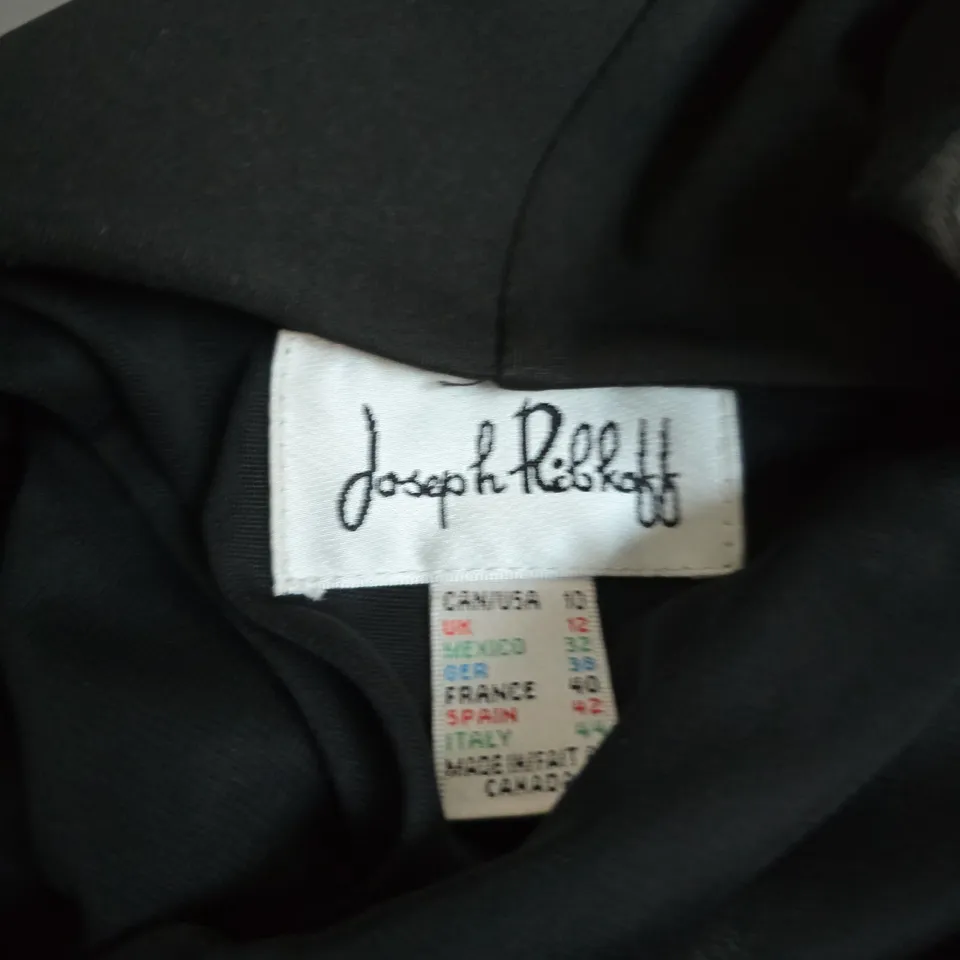 Joseph Ribkoff
CAN/USA 10
UK 12
MEXICO 32
GER 38
FRANCE 40
SPAIN 42
ITALY 44
MADE IN/FAIT
CANADA